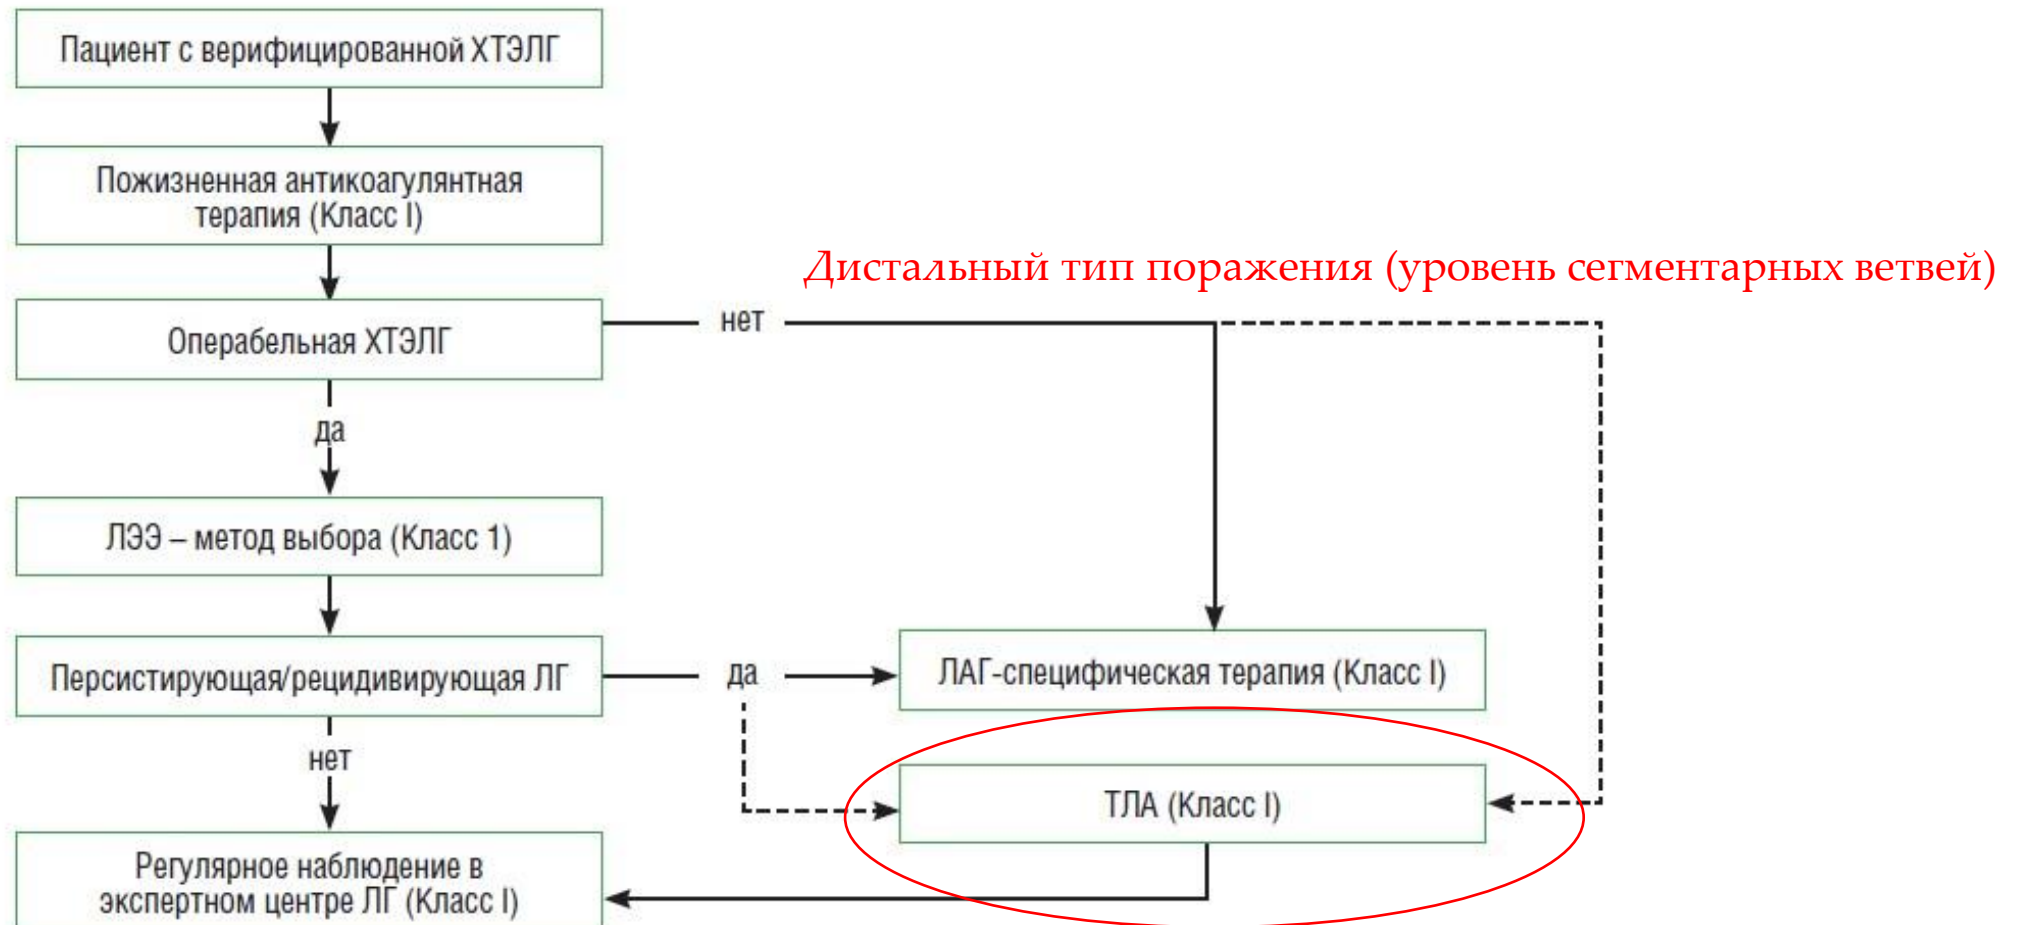 Пациент с верифицированной ХТЭЛГ
Пожизненная антикоагулянтная
терапия (Класс I)
Дистальный тип поражения (уровень сегментарных ветвей)
Операбельная ХТЭЛГ
нет
да
ЛЭЭ – метод выбора (Класс 1)
Персистирующая/рецидивирующая ЛГ
да
ЛАГ-специфическая терапия (Класс I)
нет
ТЛА (Класс I)
Регулярное наблюдение в
экспертном центре ЛГ (Класс I)